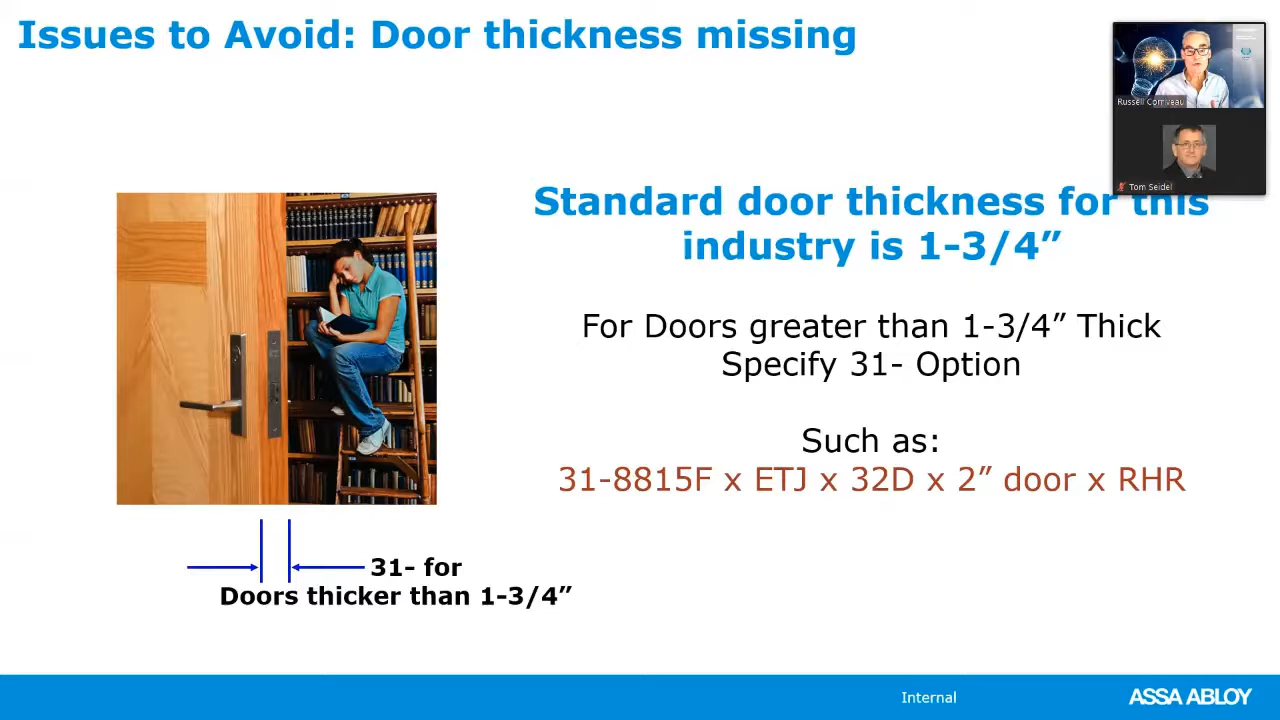 Issues to Avoid: Door thickness missing
Russell Corriveau
Tom Seidel
Standard door thickness for this
industry is 1-3/4”
For Doors greater than 1-3/4” Thick
Specify 31- Option
Such as:
31-8815F x ETJ x 32D x 2” door x RHR
31- for
Doors thicker than 1-3/4”
Internal
ASSA ABLOY